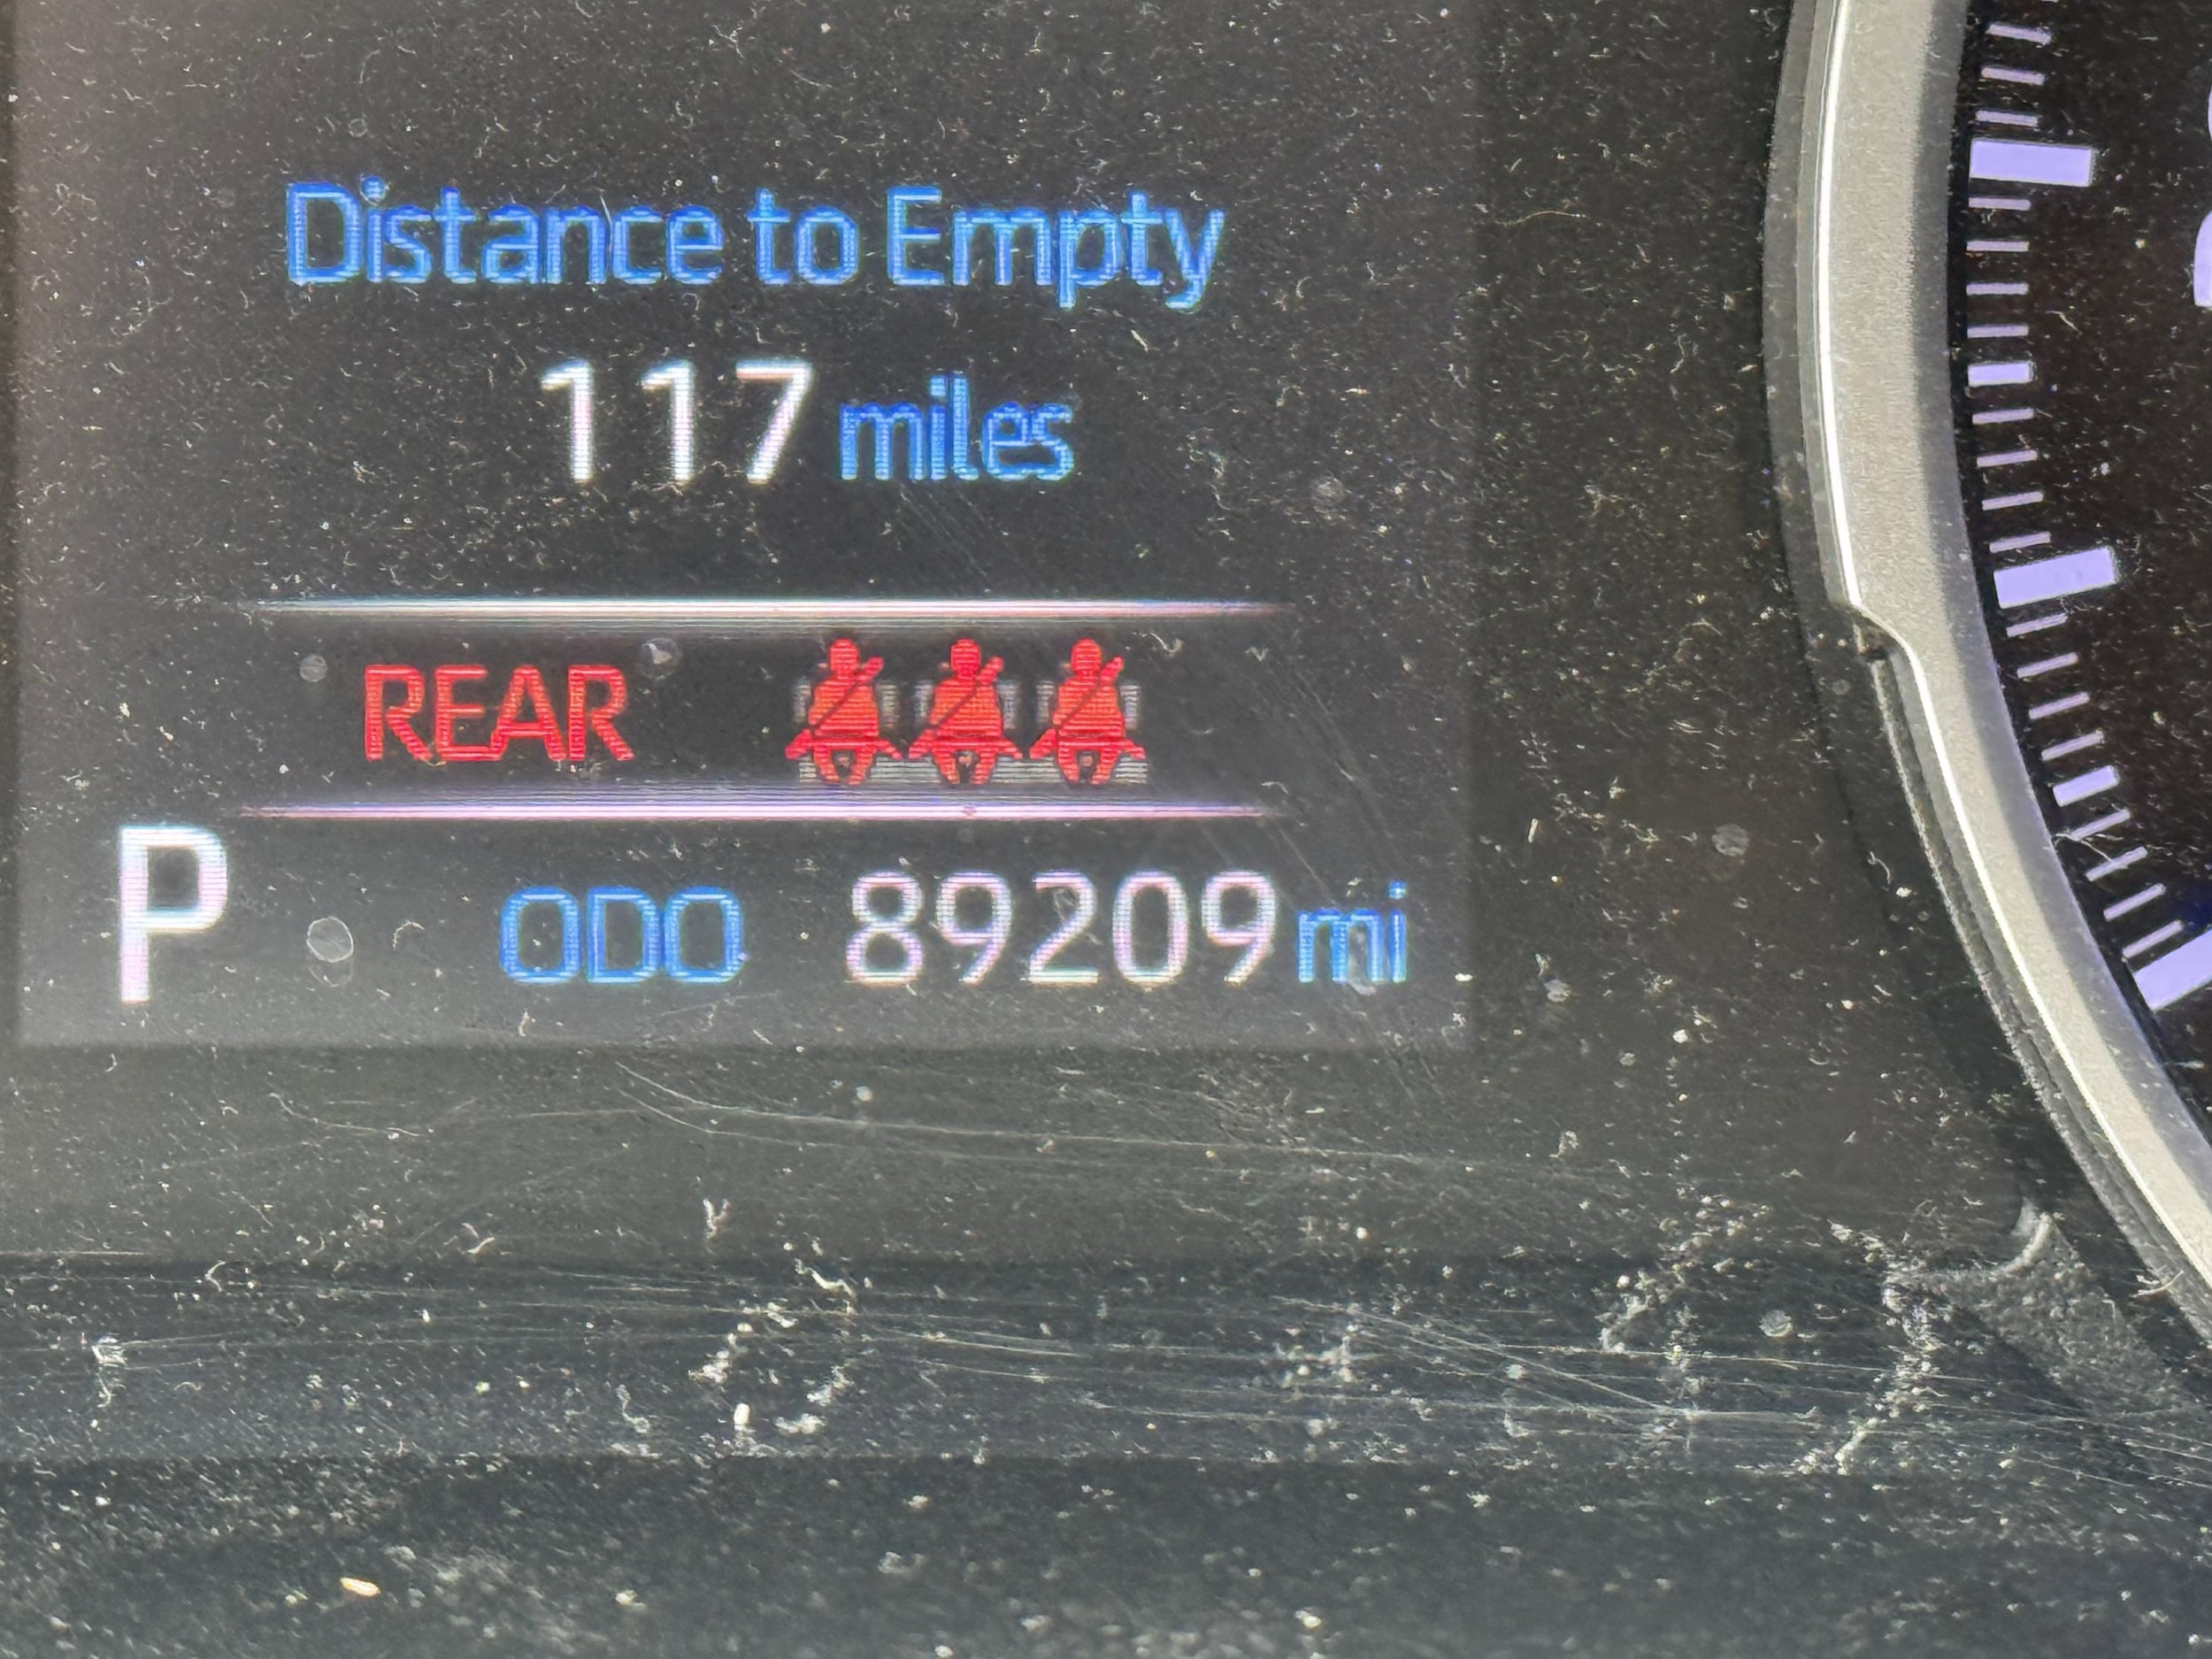 Distance to Empty
117 miles
REAR
P ODO 89209 mi